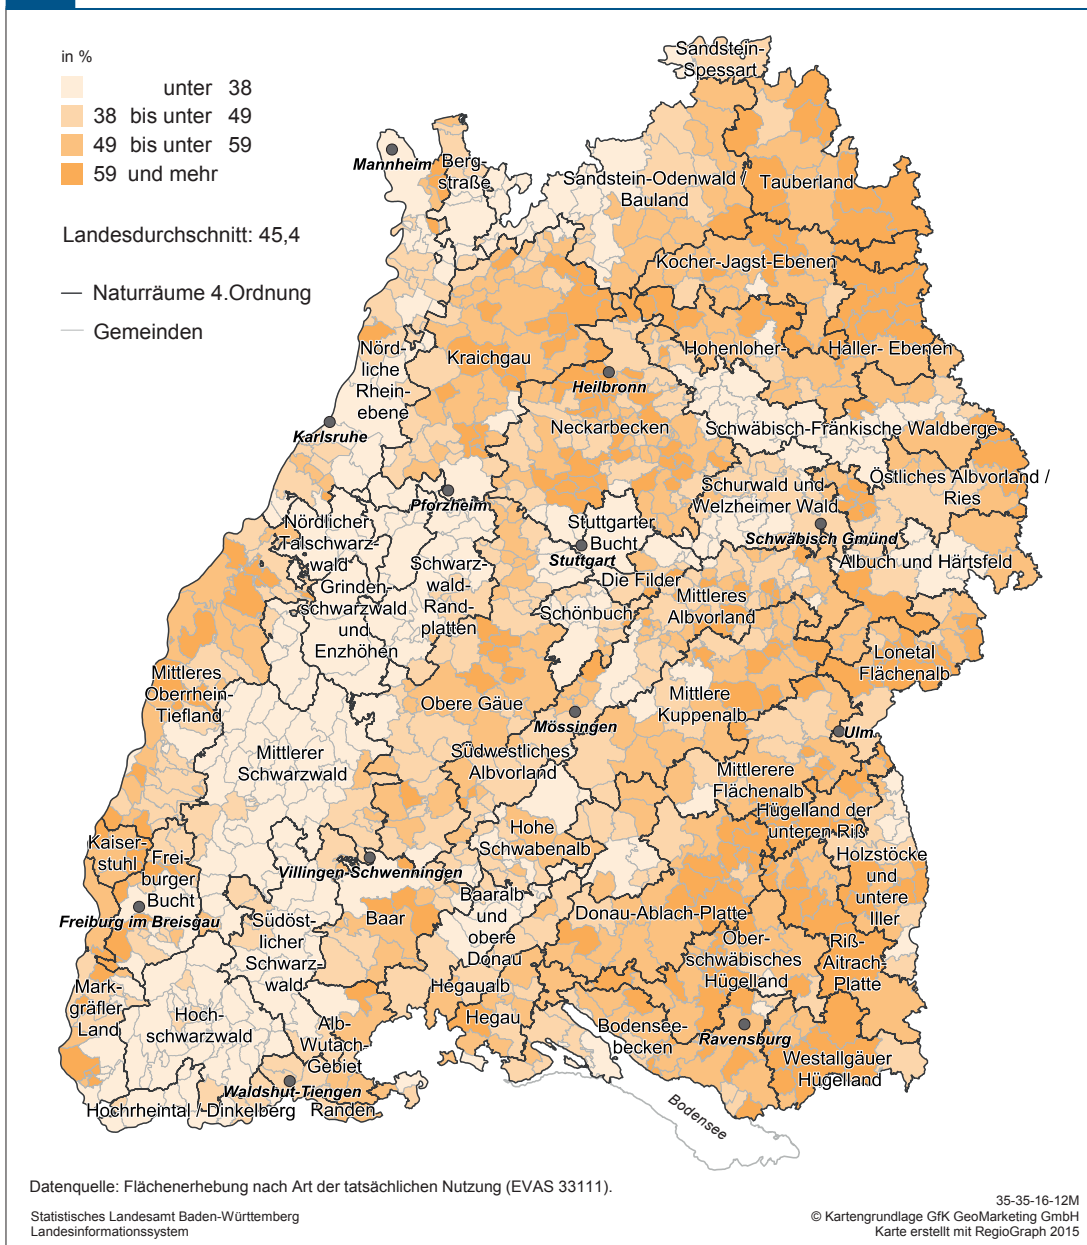 in %
unter 38
38 bis unter 49
49 bis unter 59
59 und mehr
Landesdurchschnitt: 45,4
Naturräume 4.Ordnung
Gemeinden
Sandstein-
Spessart
Mannheim
Berg-
straße
Sandstein-Odenwald /
Bauland
Tauberland
Kocher-Jagst-Ebenen
Nörd-
liche
Rhein-
ebene
Kraichgau
Hohenloher-
Haller- Ebenen
Heilbronn
Karlsruhe
Neckarbecken
Schwäbisch-Fränkische Waldberge
Pforzheim
Schurwald und
Welzheimer Wald
Östliches Albvorland /
Ries
Nördlicher
Talschwarz-
wald
Stuttgarter
Bucht
Stuttgart
Schwäbisch Gmünd
Albuch und Härtsfeld
Grinden-
schwarzwald
und
Enzhöhen
Schwarz-
wald-
Rand-
platten
Die Filder
Schönbuch
Mittleres
Albvorland
Lonetal
Flächenalb
Mittleres
Oberrhein-
Tiefland
Obere Gäue
Mössingen
Mittlere
Kuppenalb
Ulm
Mittlerer
Schwarzwald
Südwestliches
Albvorland
Mittlerere
Flächenalb
Hügelland der
unteren Riß
Kaiser-
stuhl
Frei-
burger
Bucht
Hohe
Schwabenalb
Holzstöcke
und
untere
Iller
Villingen-Schwenningen
Freiburg im Breisgau
Südöst-
licher
Schwarz-
wald
Baar
Baaralb
und
obere
Donau
Donau-Ablach-Platte
Ober-
schwäbisches
Hügelland
Riß-
Aitrach-
Platte
Mark-
gräfler
Land
Hoch-
schwarzwald
Alb-
Wutach-
Gebiet
Hegaualb
Hegau
Bodensee-
becken
Ravensburg
Westallgäuer
Hügelland
Waldshut-Tiengen
Hochrheintal / Dinkelberg
Randen
Bodensee
Datenquelle: Flächenerhebung nach Art der tatsächlichen Nutzung (EVAS 33111).
Statistisches Landesamt Baden-Württemberg
Landesinformationssystem
35-35-16-12M
© Kartengrundlage GfK GeoMarketing GmbH
Karte erstellt mit RegioGraph 2015